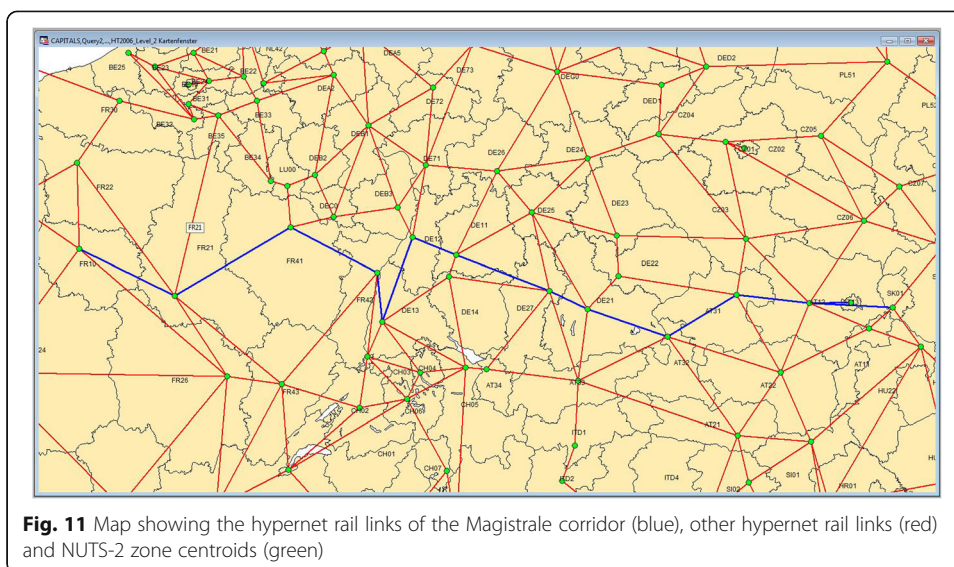 CAPITALS,Query2,...,HT2006_Level_2 Kartenfenster
BE21
BE25
BE22
NL42
DEA5
DE73
DEG0
DED2
PL51
DEA2
DE72
DED1
BE31
BE32
FR30
BE33
CZ04
PL52
BE35
DEB1
CZ05
CZ01
CZ02
BE34
LU00
DEB2
DE71
DE26
DE24
CZ07
FR22
DEC0
DEB3
DE25
DE23
CZ03
CZ06
FR21
FR10
FR21
FR41
DE12
DE11
DE22
FR42
DE13
DE14
DE27
DE21
AT31
AT12
SK01
24
FR26
FR43
CH03
CH04
AT34
AT33
AT32
AT22
AT11
HU22
CH02
CH06
CH05
AT21
CH01
CH07
ITD1
ITD2
ITD4
SI02
SI01
HR01
Fig. 11 Map showing the hypernet rail links of the Magistrale corridor (blue), other hypernet rail links (red)
and NUTS-2 zone centroids (green)